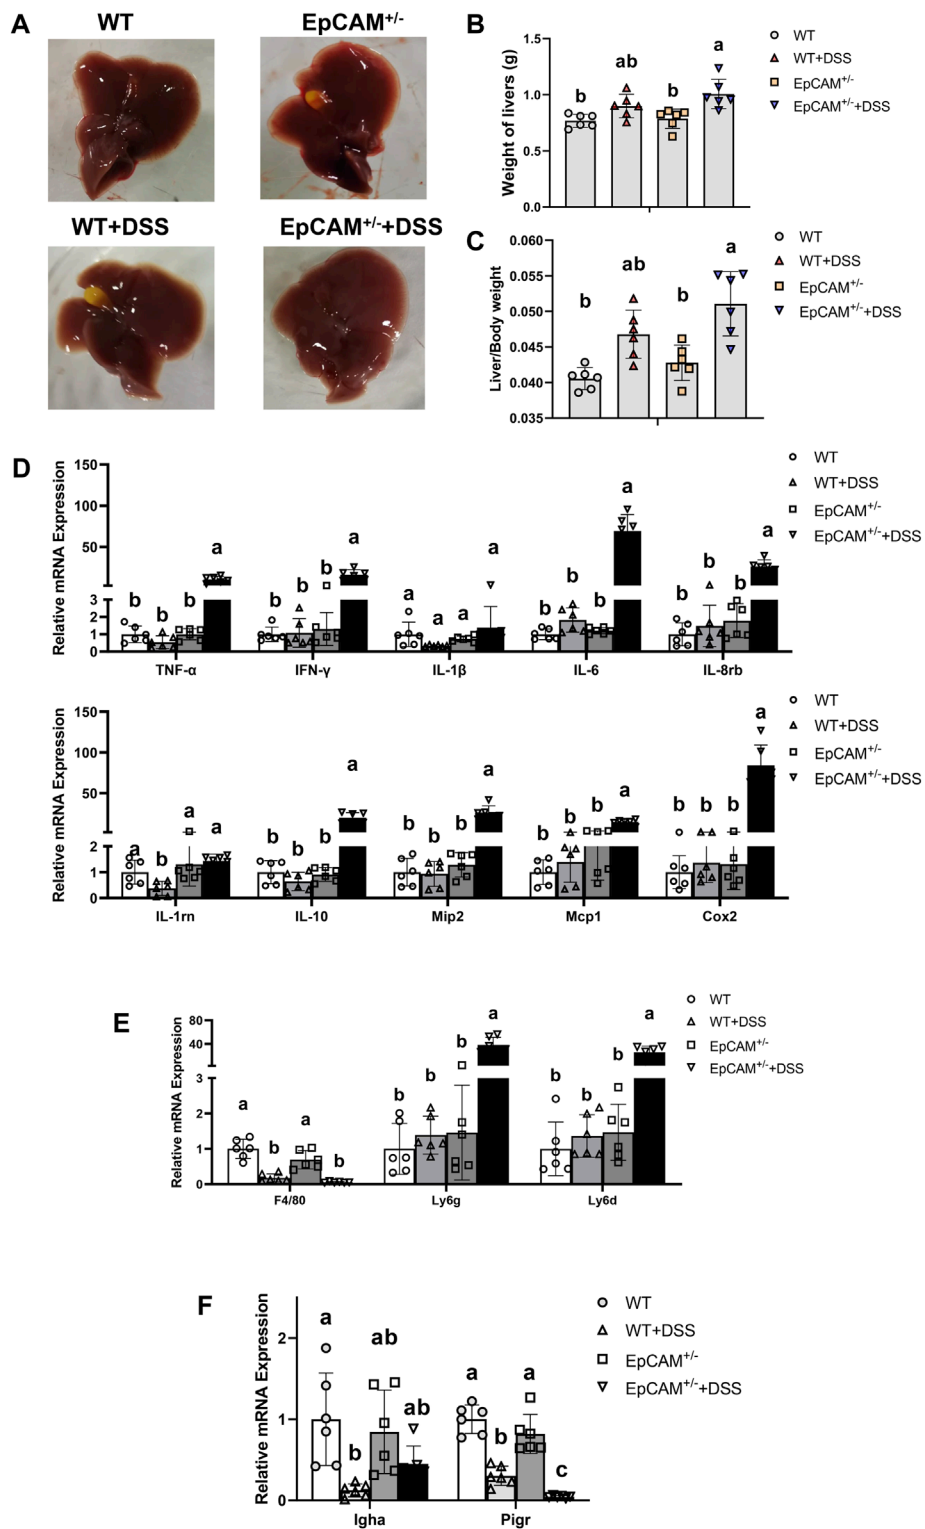 A
WT
EpCAM+/-
WT+DSS
EpCAM+/-+DSS
B
Weight of livers (g)
1.5
1.0
0.5
0.0
b
ab
b
a
WT
WT+DSS
EpCAM+/-
EpCAM+/-+DSS
C
Liver/Body weight
0.060
0.055
0.050
0.045
0.040
0.035
b
ab
b
a
WT
WT+DSS
EpCAM+/-
EpCAM+/-+DSS
D
Relative mRNA Expression
150
100
50
3
2
1
0
b b b a
b b b a
a a a a
b b b a
b b b a
TNF-α IFN-γ IL-1β IL-6 IL-8rb
WT
WT+DSS
EpCAM+/-
EpCAM+/-+DSS
Relative mRNA Expression
150
100
50
2
1
0
a b a a
b b b a
b b b a
b b b a
b b b a
IL-1rn IL-10 Mip2 Mcp1 Cox2
WT
WT+DSS
EpCAM+/-
EpCAM+/-+DSS
E
Relative mRNA Expression
80
40
3
2
1
0
a b a b
b b b a
b b b a
F4/80 Ly6g Ly6d
WT
WT+DSS
EpCAM+/-
EpCAM+/-+DSS
F
Relative mRNA Expression
2
1
0
a b ab ab
a b a c
Igha Pigr
WT
WT+DSS
EpCAM+/-
EpCAM+/-+DSS